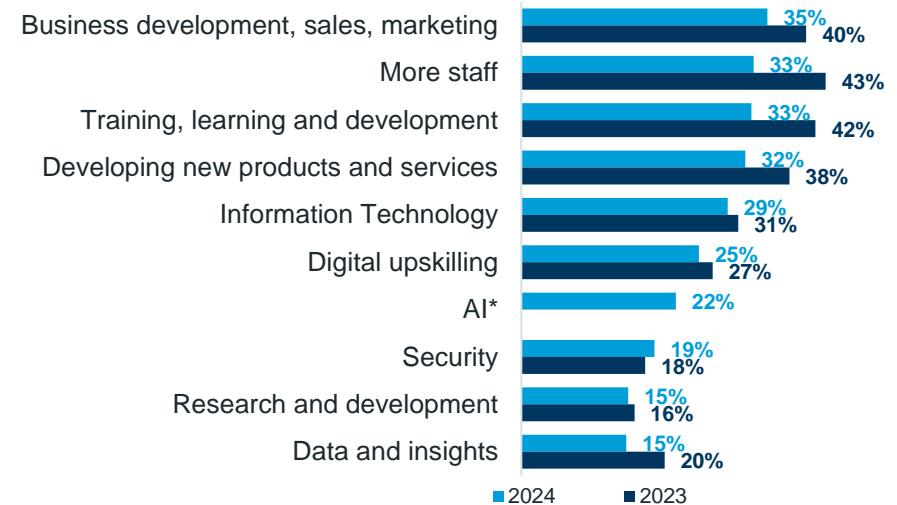 Business development, sales, marketing
35%
40%
More staff
33%
43%
Training, learning and development
33%
42%
Developing new products and services
32%
38%
Information Technology
29%
31%
Digital upskilling
25%
27%
AI*
22%
Security
19%
18%
Research and development
15%
16%
Data and insights
15%
20%
2024 2023